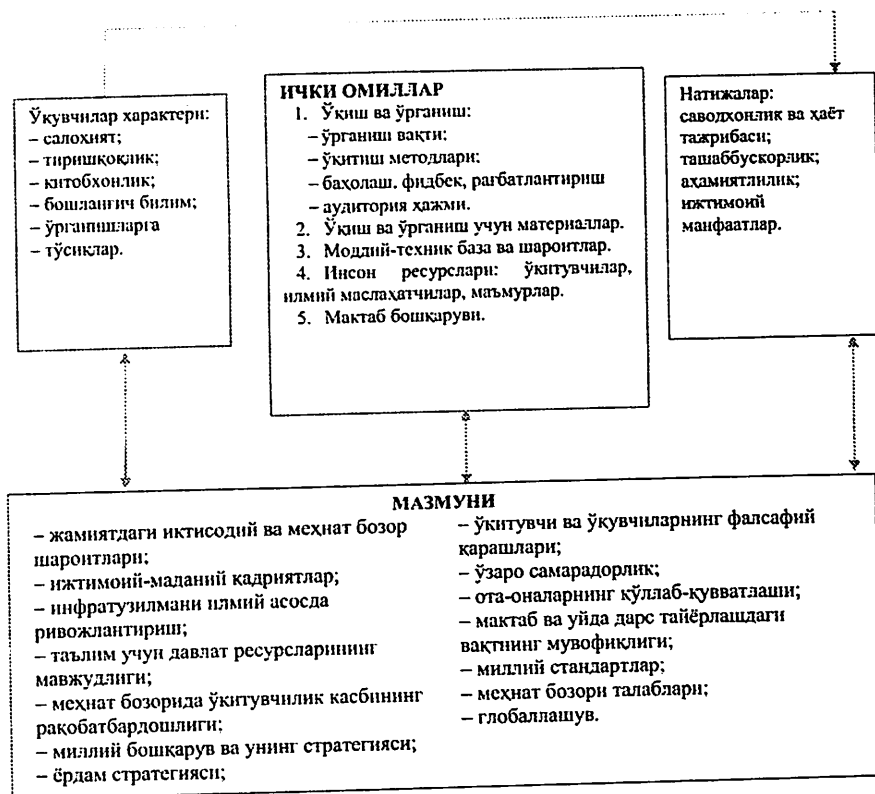 Ўқувчилар характери:
– салоҳият;
– тиришқоқлик;
– китобхонлик;
– бошланғич билим;
– ўрганишларга
– тўсиқлар.
ИЧКИ ОМИЛЛАР
1. Ўқиш ва ўрганиш:
– ўрганиш вақти;
– ўқитиш методлари;
– баҳолаш, фидбек, рағбатлантириш
– аудитория ҳажми.
2. Ўқиш ва ўрганиш учун материаллар.
3. Моддий-техник база ва шароитлар.
4. Инсон ресурслари: ўқитувчилар,
илмий маслаҳатчилар, маъмурлар.
5. Мактаб бошқаруви.
Натижалар:
саводхонлик ва ҳаёт
тажрибаси;
ташаббускорлик;
аҳамиятлилик;
ижтимоий
манфаатлар.
МАЗМУНИ
– жамиятдаги иқтисодий ва меҳнат бозор
шароитлари;
– ижтимоий-маданий қадриятлар;
– инфратузилмани илмий асосда
ривожлантириш;
– таълим учун давлат ресурсларининг
мавжудлиги;
– меҳнат бозорида ўқитувчилик касбининг
рақобатбардошлиги;
– миллий бошқарув ва унинг стратегияси;
– ёрдам стратегияси;
– ўқитувчи ва ўқувчиларнинг фалсафий
қарашлари;
– ўзаро самарадорлик;
– ота-оналарнинг қўллаб-қувватлаши;
– мактаб ва уйда дарс тайёрлашдаги
вақтнинг мувофиқлиги;
– миллий стандартлар;
– меҳнат бозори талаблари;
– глобаллашув.